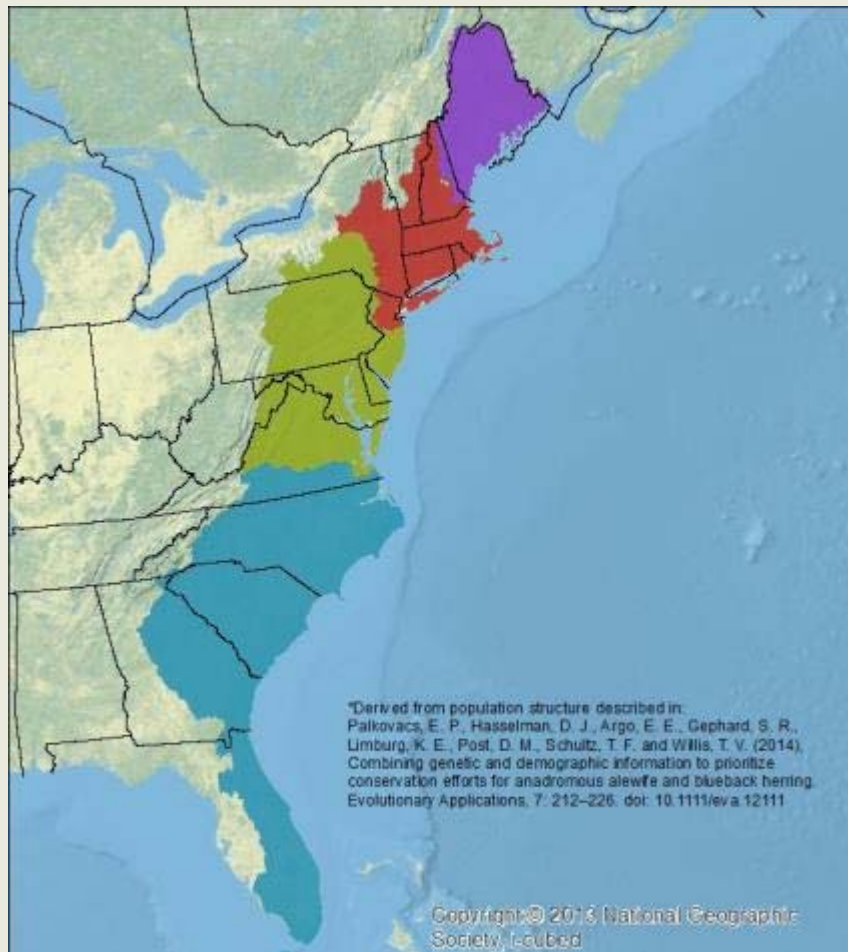 *Derived from population structure described in:
Palkovacs, E. P., Hasselman, D. J., Argo, E. E., Gephard, S. R.,
Limburg, K. E., Post, D. M., Schultz, T. F. and Willis, T. V. (2014),
Combining genetic and demographic information to prioritize
conservation efforts for anadromous alewife and blueback herring.
Evolutionary Applications, 7: 212–226. doi: 10.1111/eva.12111
Copyright:© 2013 National Geographic
Society, i-cubed